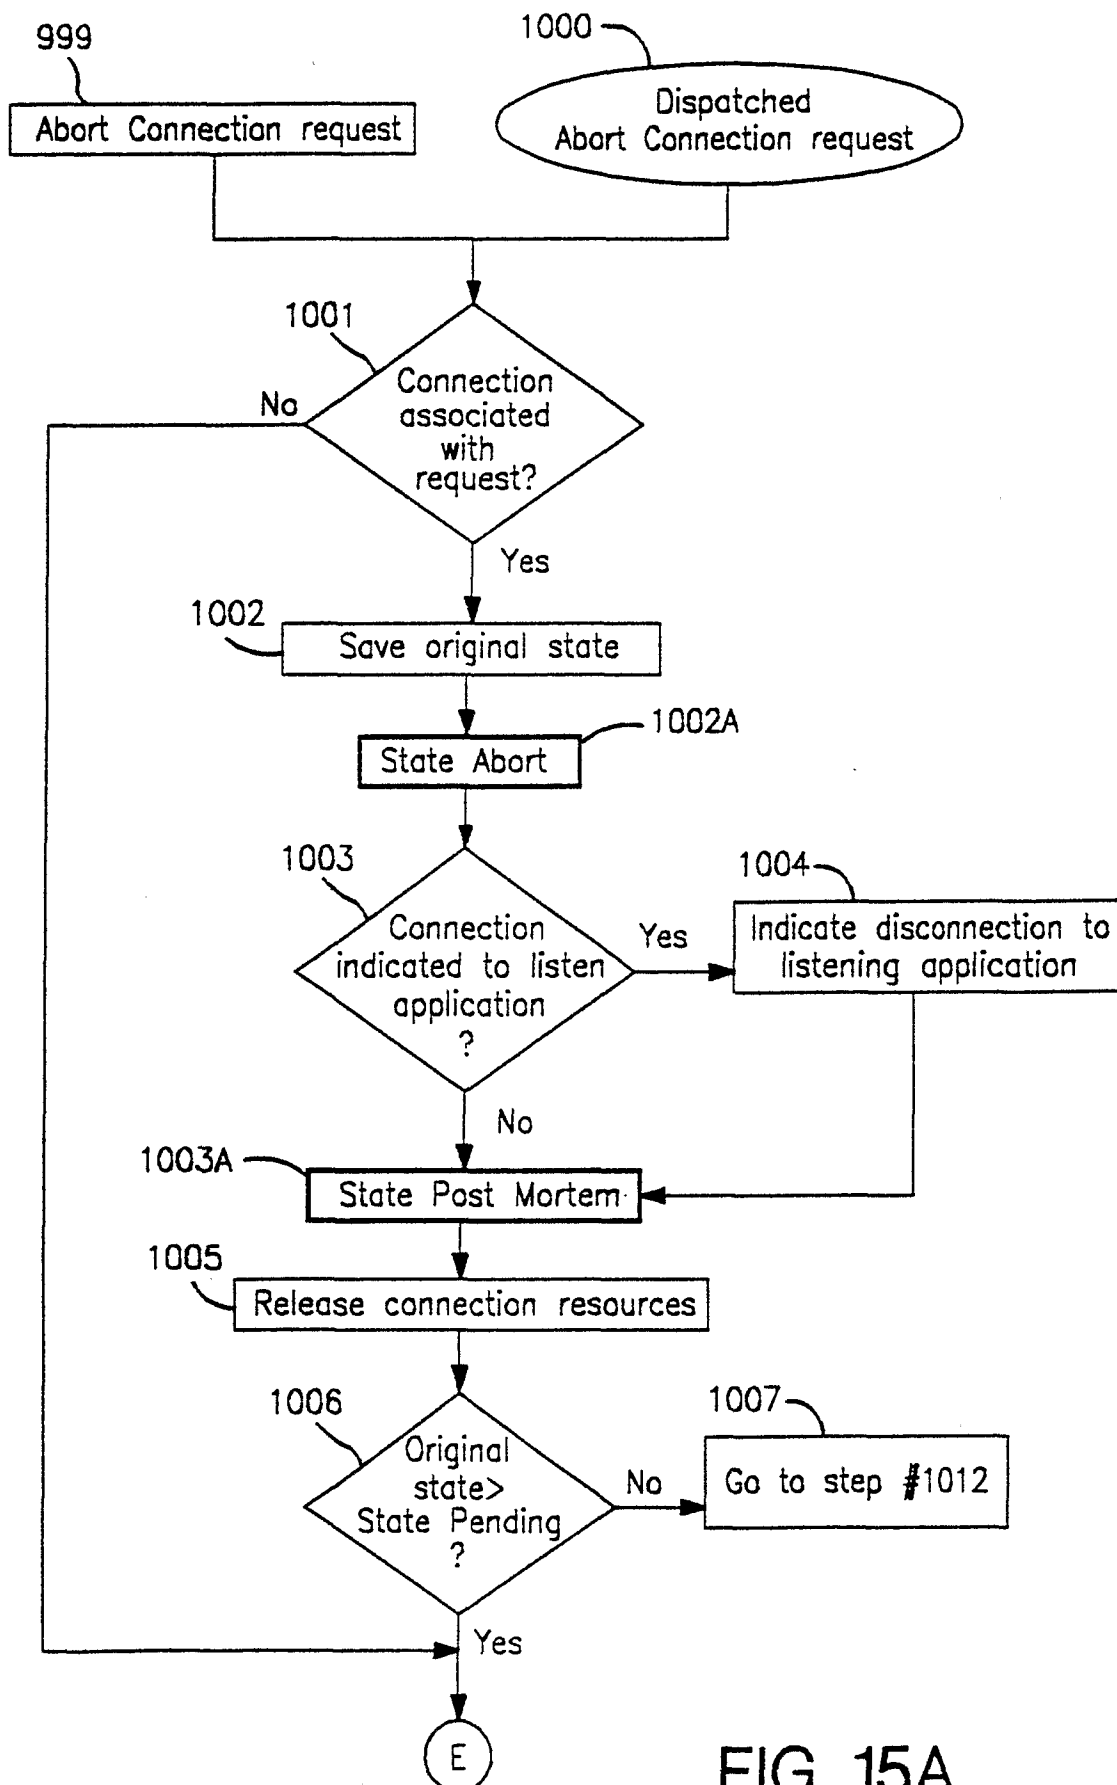 999
1000
Abort Connection request
Dispatched
Abort Connection request
1001
Connection
associated
with
request?
No
Yes
1002
Save original state
1002A
State Abort
1003
Connection
indicated to listen
application
?
Yes
1004
Indicate disconnection to
listening application
No
1003A
State Post Mortem
1005
Release connection resources
1006
Original
state>
State Pending
?
No
1007
Go to step #1012
Yes
E
FIG. 15A